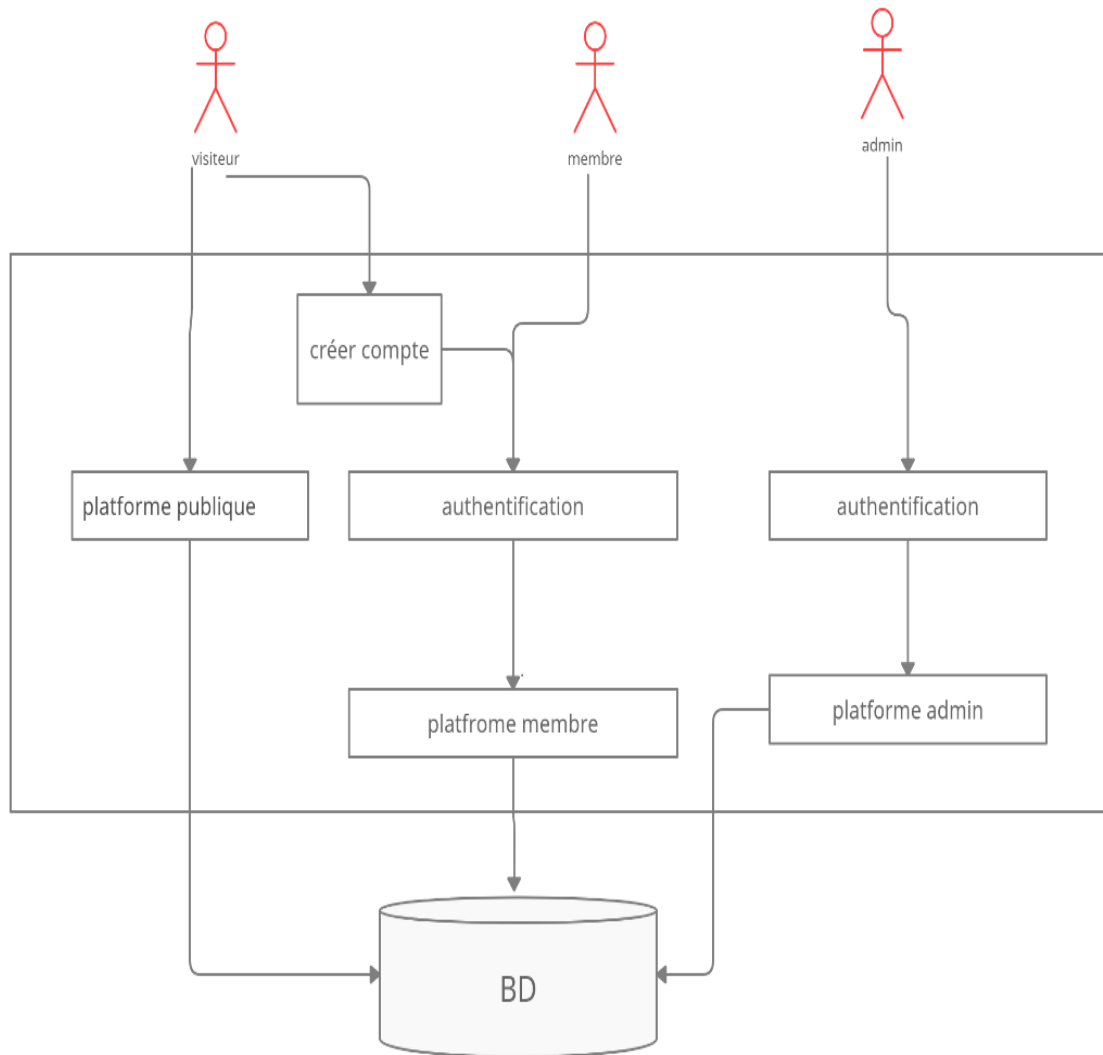 visiteur
membre
admin
créer compte
platforme publique
authentification
authentification
platfrome membre
platforme admin
BD